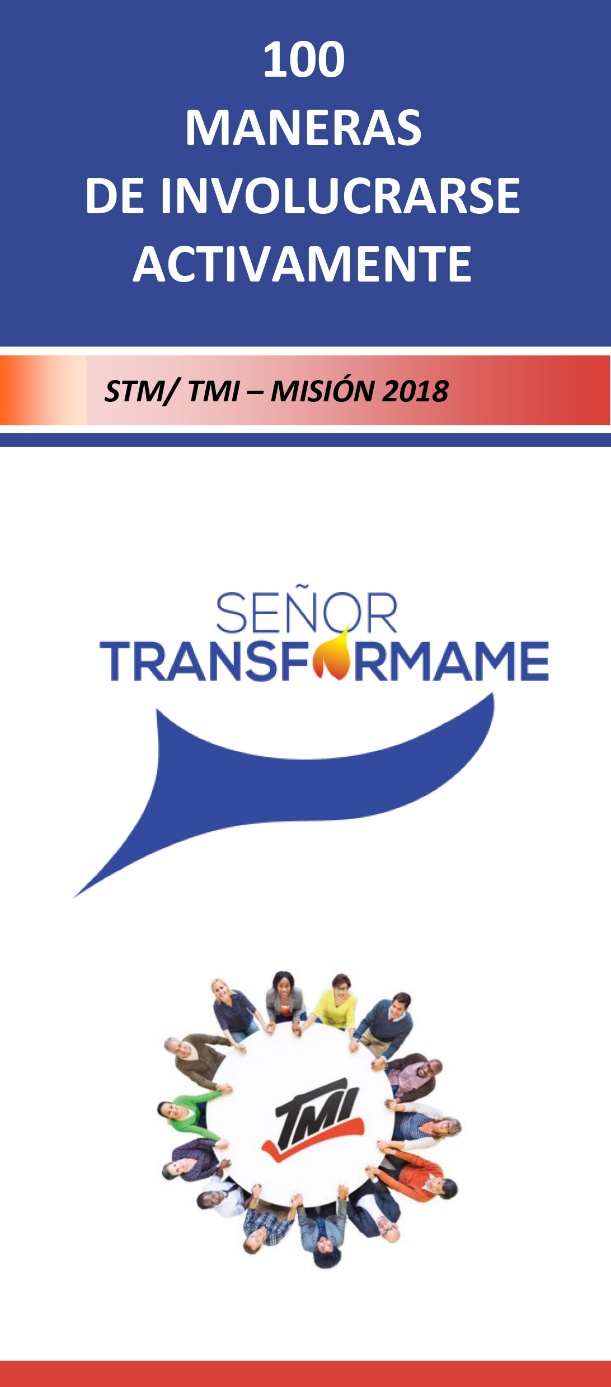 100
MANERAS
DE INVOLUCRARSE
ACTIVAMENTE
STM/ TMI – MISIÓN 2018
SEÑOR
TRANSFORMAME
TMI